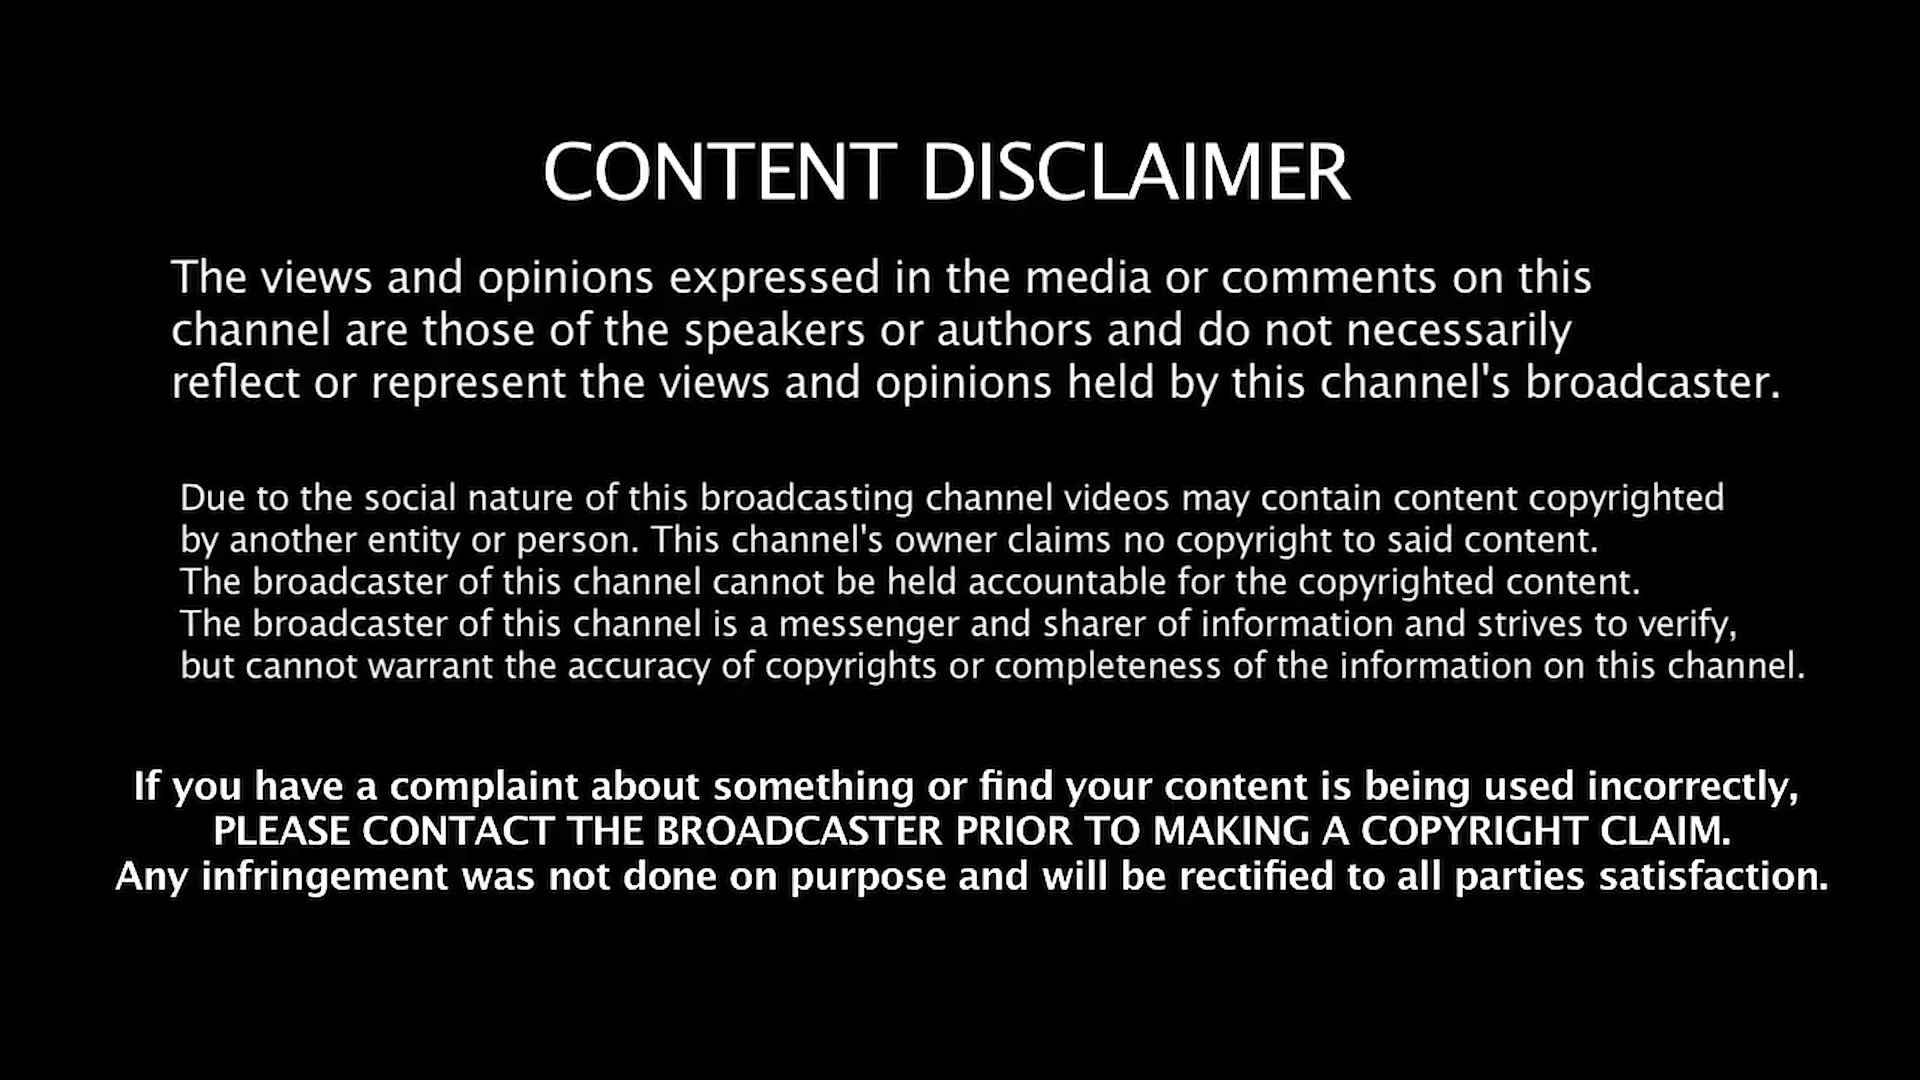 CONTENT DISCLAIMER
The views and opinions expressed in the media or comments on this
channel are those of the speakers or authors and do not necessarily
reflect or represent the views and opinions held by this channel's broadcaster.
Due to the social nature of this broadcasting channel videos may contain content copyrighted
by another entity or person. This channel's owner claims no copyright to said content.
The broadcaster of this channel cannot be held accountable for the copyrighted content.
The broadcaster of this channel is a messenger and sharer of information and strives to verify,
but cannot warrant the accuracy of copyrights or completeness of the information on this channel.
If you have a complaint about something or find your content is being used incorrectly,
PLEASE CONTACT THE BROADCASTER PRIOR TO MAKING A COPYRIGHT CLAIM.
Any infringement was not done on purpose and will be rectified to all parties satisfaction.